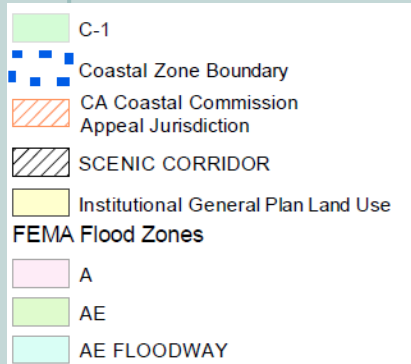 C-1
Coastal Zone Boundary
CA Coastal Commission
Appeal Jurisdiction
SCENIC CORRIDOR
Institutional General Plan Land Use
FEMA Flood Zones
A
AE
AE FLOODWAY